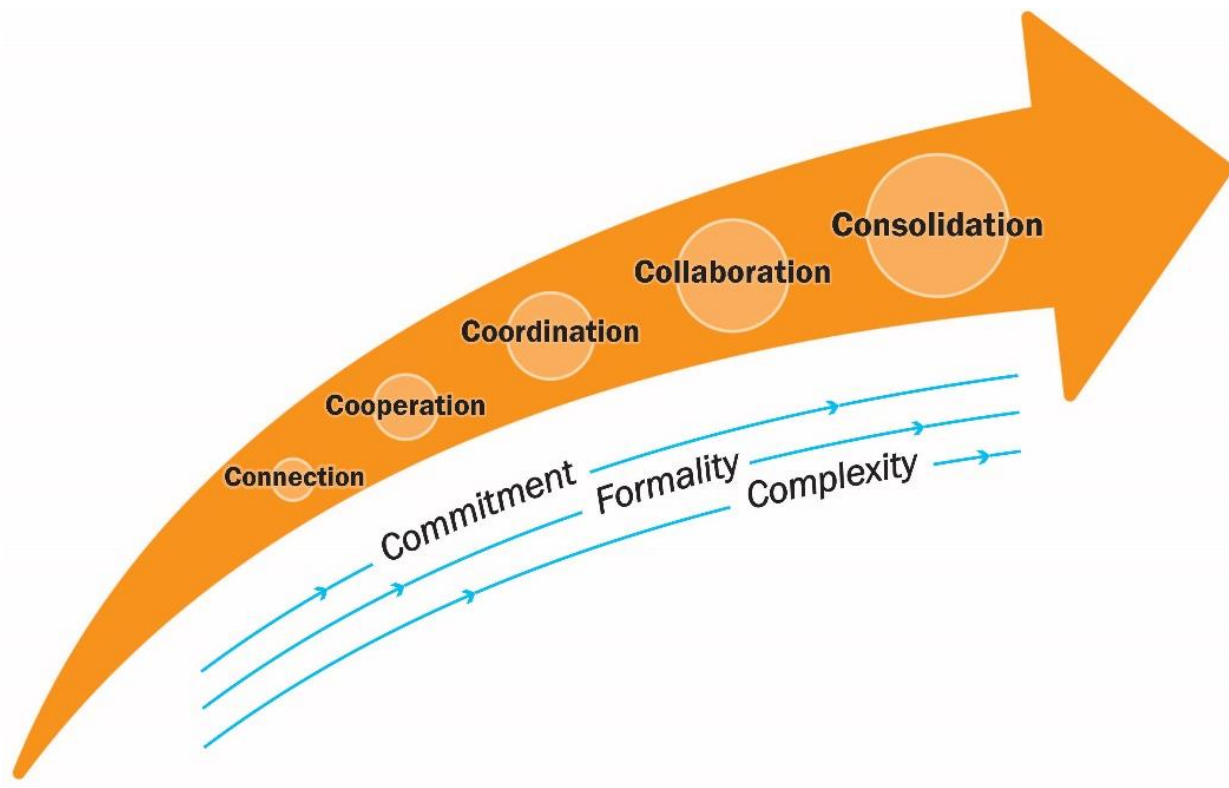 Connection
Cooperation
Coordination
Collaboration
Consolidation
Commitment
Formality
Complexity